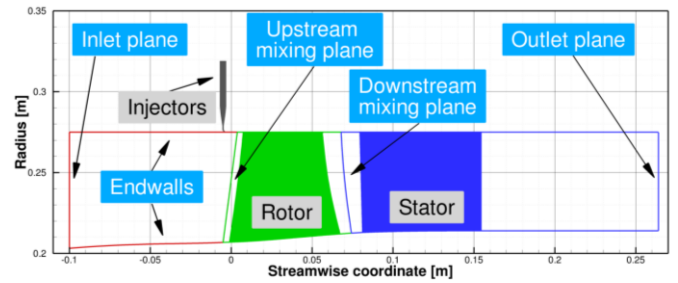 0.35
Inlet plane
Upstream
mixing plane
Outlet plane
Downstream
mixing plane
0.3
Injectors
Radius [m]
0.25
Endwalls
Rotor
Stator
0.2
-0.1
-0.05
0
0.05
0.1
0.15
0.2
0.25
Streamwise coordinate [m]